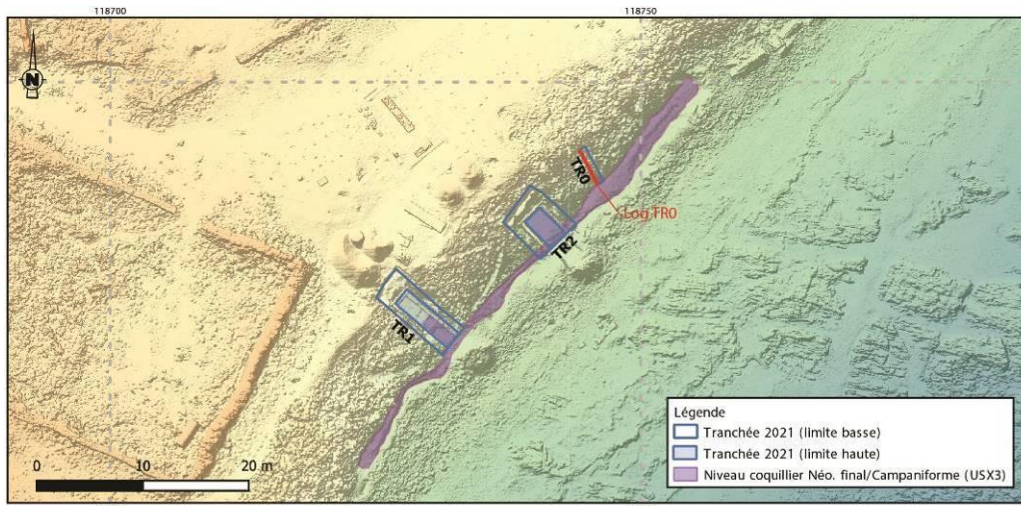 118700
118750
N
TR0
Log TR0
TR2
TR1
0 10 20 m
Légende
Tranchée 2021 (limite basse)
Tranchée 2021 (limite haute)
Niveau coquillier Néo. final/Campaniforme (USX3)